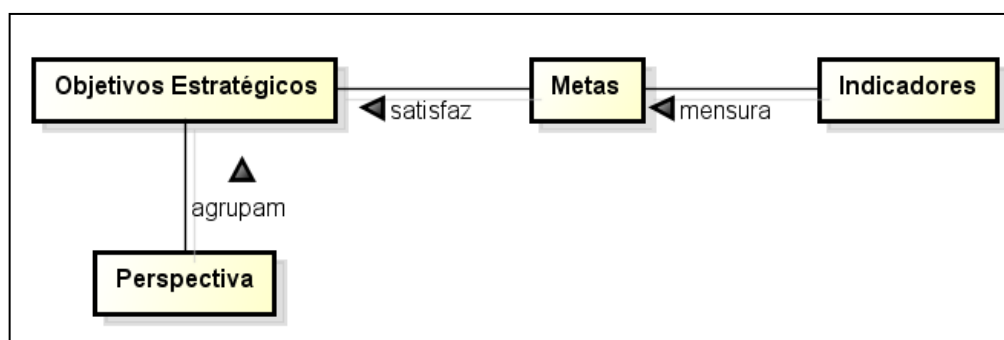 Objetivos Estratégicos
Metas
Indicadores
satisfaz
mensura
agrupam
Perspectiva